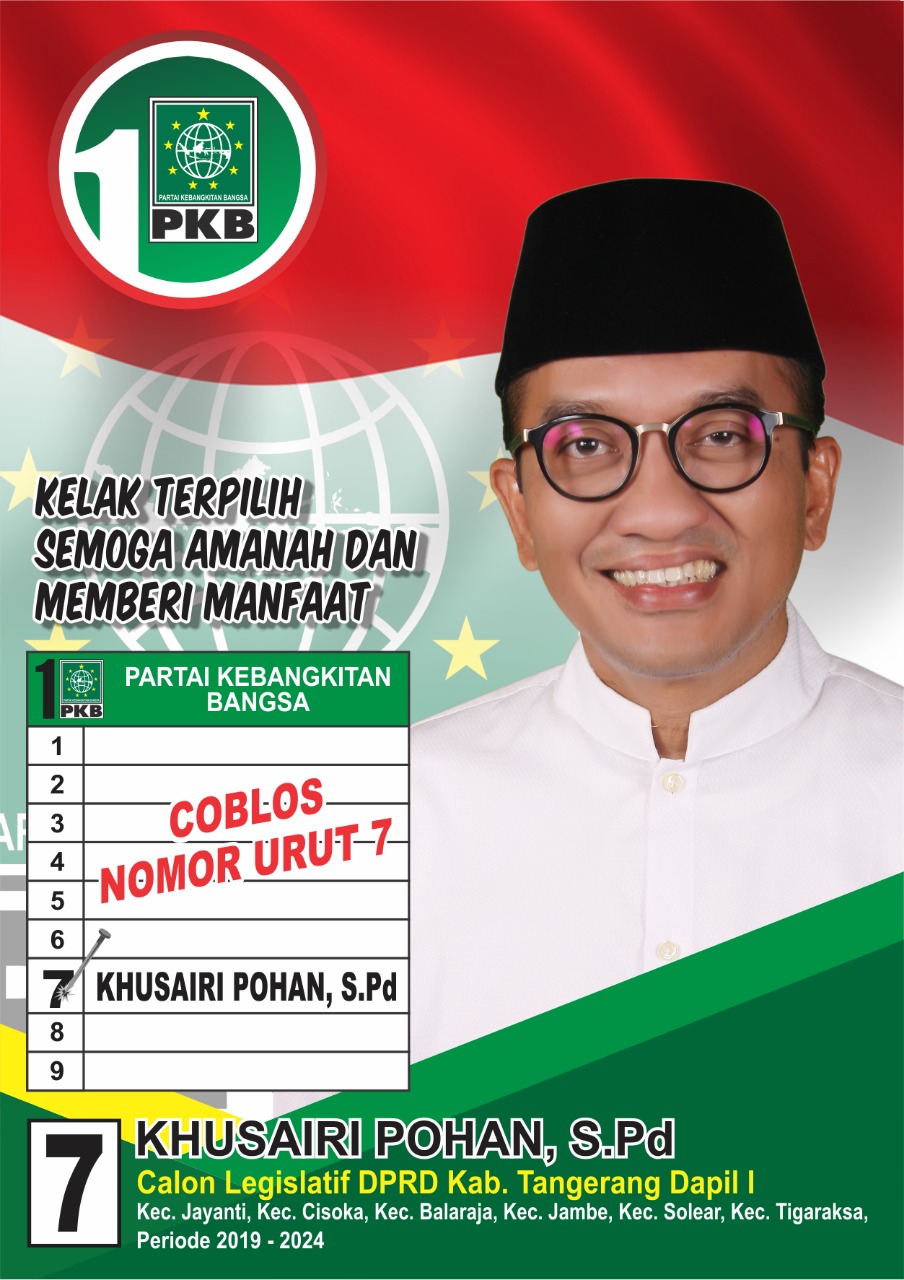 1
PARTAI KEBANGKITAN BANGSA
PKB
KELAK TERPILIH
SEMOGA AMANAH DAN
MEMBERI MANFAAT
1
PARTAI KEBANGKITAN BANGSA
PKB
PARTAI KEBANGKITAN
BANGSA
1
2
3
4
5
COBLOS
NOMOR URUT 7
6
7 KHUSAIRI POHAN, S.Pd
8
9
7
KHUSAIRI POHAN, S.Pd
Calon Legislatif DPRD Kab. Tangerang Dapil I
Kec. Jayanti, Kec. Cisoka, Kec. Balaraja, Kec. Jambe, Kec. Solear, Kec. Tigaraksa,
Periode 2019 - 2024